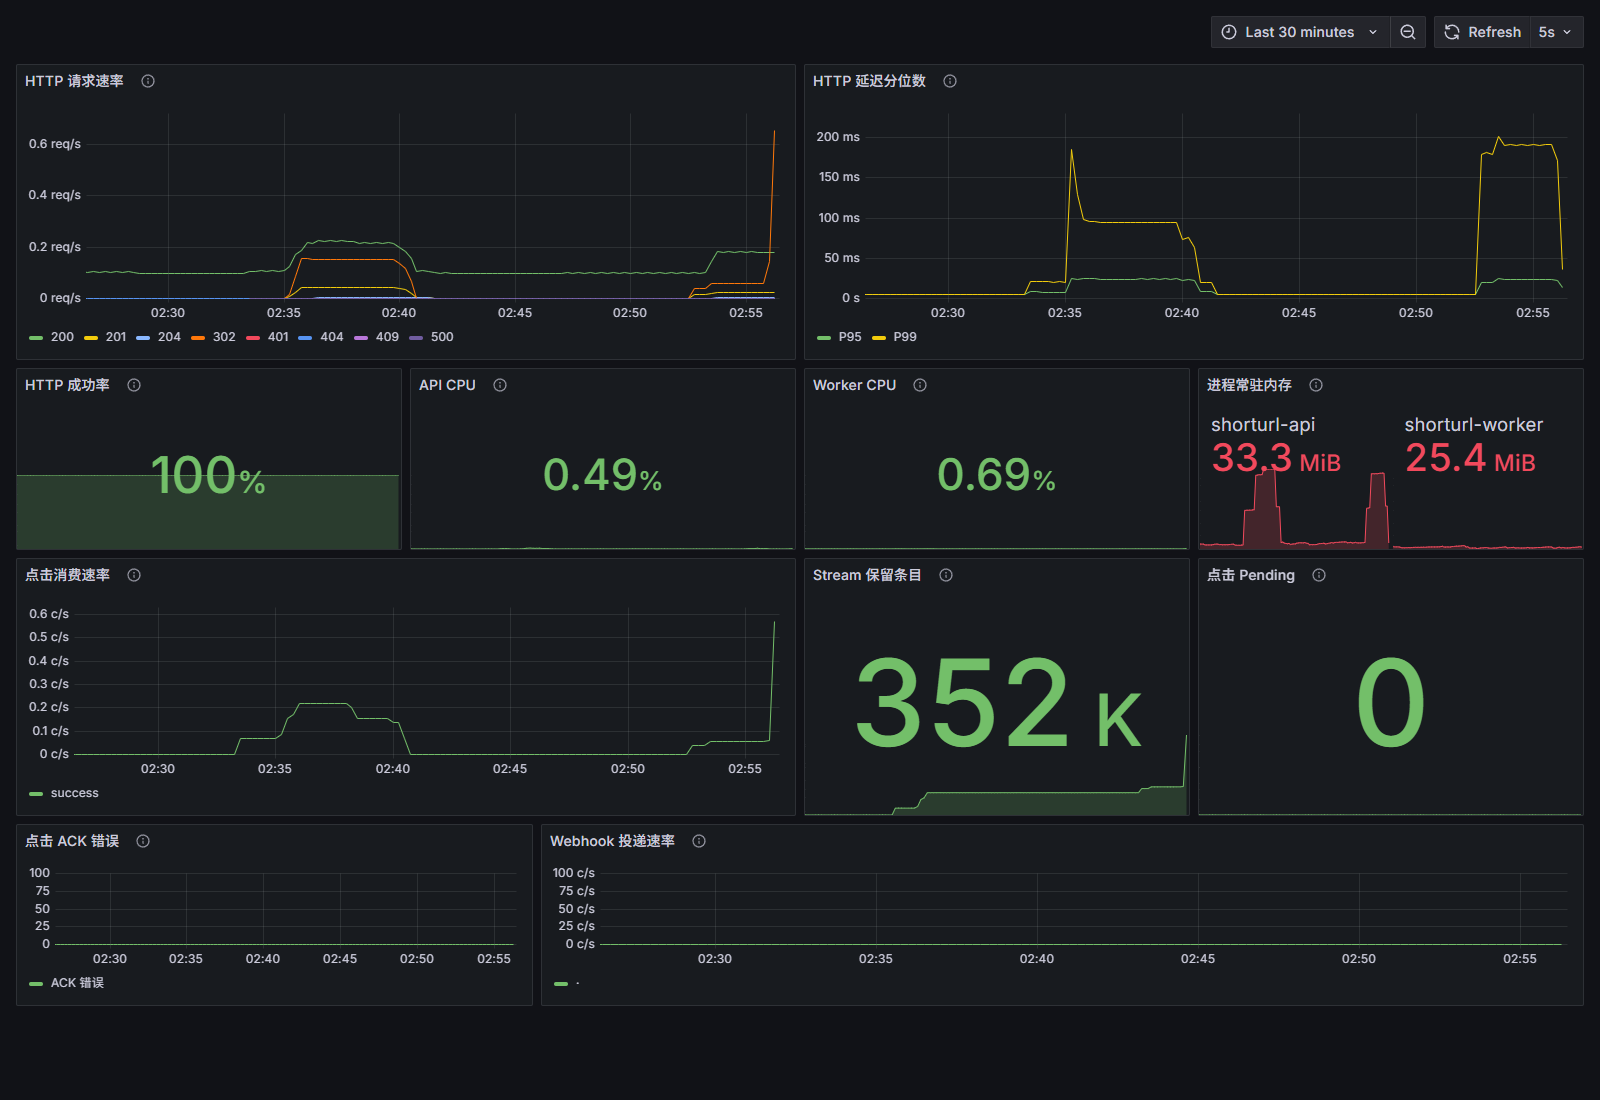 Last 30 minutes
Refresh
5s
HTTP 请求速率
0.6 req/s
0.4 req/s
0.2 req/s
0 req/s
02:30 02:35 02:40 02:45 02:50 02:55
200 201 204 302 401 404 409 500
HTTP 延迟分位数
200 ms
150 ms
100 ms
50 ms
0 s
02:30 02:35 02:40 02:45 02:50 02:55
P95 P99
HTTP 成功率
100%
API CPU
0.49%
Worker CPU
0.69%
进程常驻内存
shorturl-api
33.3 MiB
shorturl-worker
25.4 MiB
点击消费速率
0.6 c/s
0.5 c/s
0.4 c/s
0.3 c/s
0.2 c/s
0.1 c/s
0 c/s
02:30 02:35 02:40 02:45 02:50 02:55
success
Stream 保留条目
352 K
点击 Pending
0
点击 ACK 错误
100
75
50
25
0
02:30 02:35 02:40 02:45 02:50 02:55
ACK 错误
Webhook 投递速率
100 c/s
75 c/s
50 c/s
25 c/s
0 c/s
02:30 02:35 02:40 02:45 02:50 02:55
·